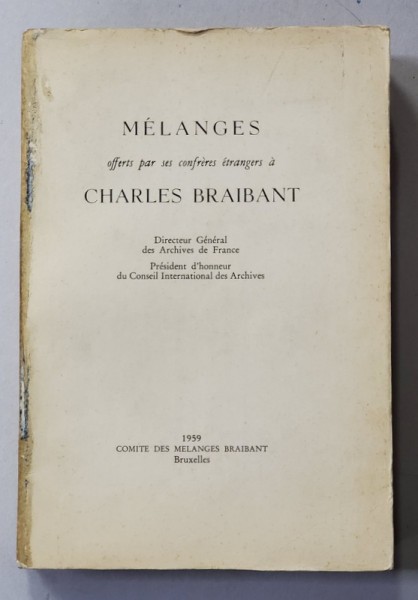 MÉLANGES
offerts par ses confrères étrangers à
CHARLES BRAIBANT
Directeur Général
des Archives de France
Président d'honneur
du Conseil International des Archives
1959
COMITE DES MELANGES BRAIBANT
Bruxelles